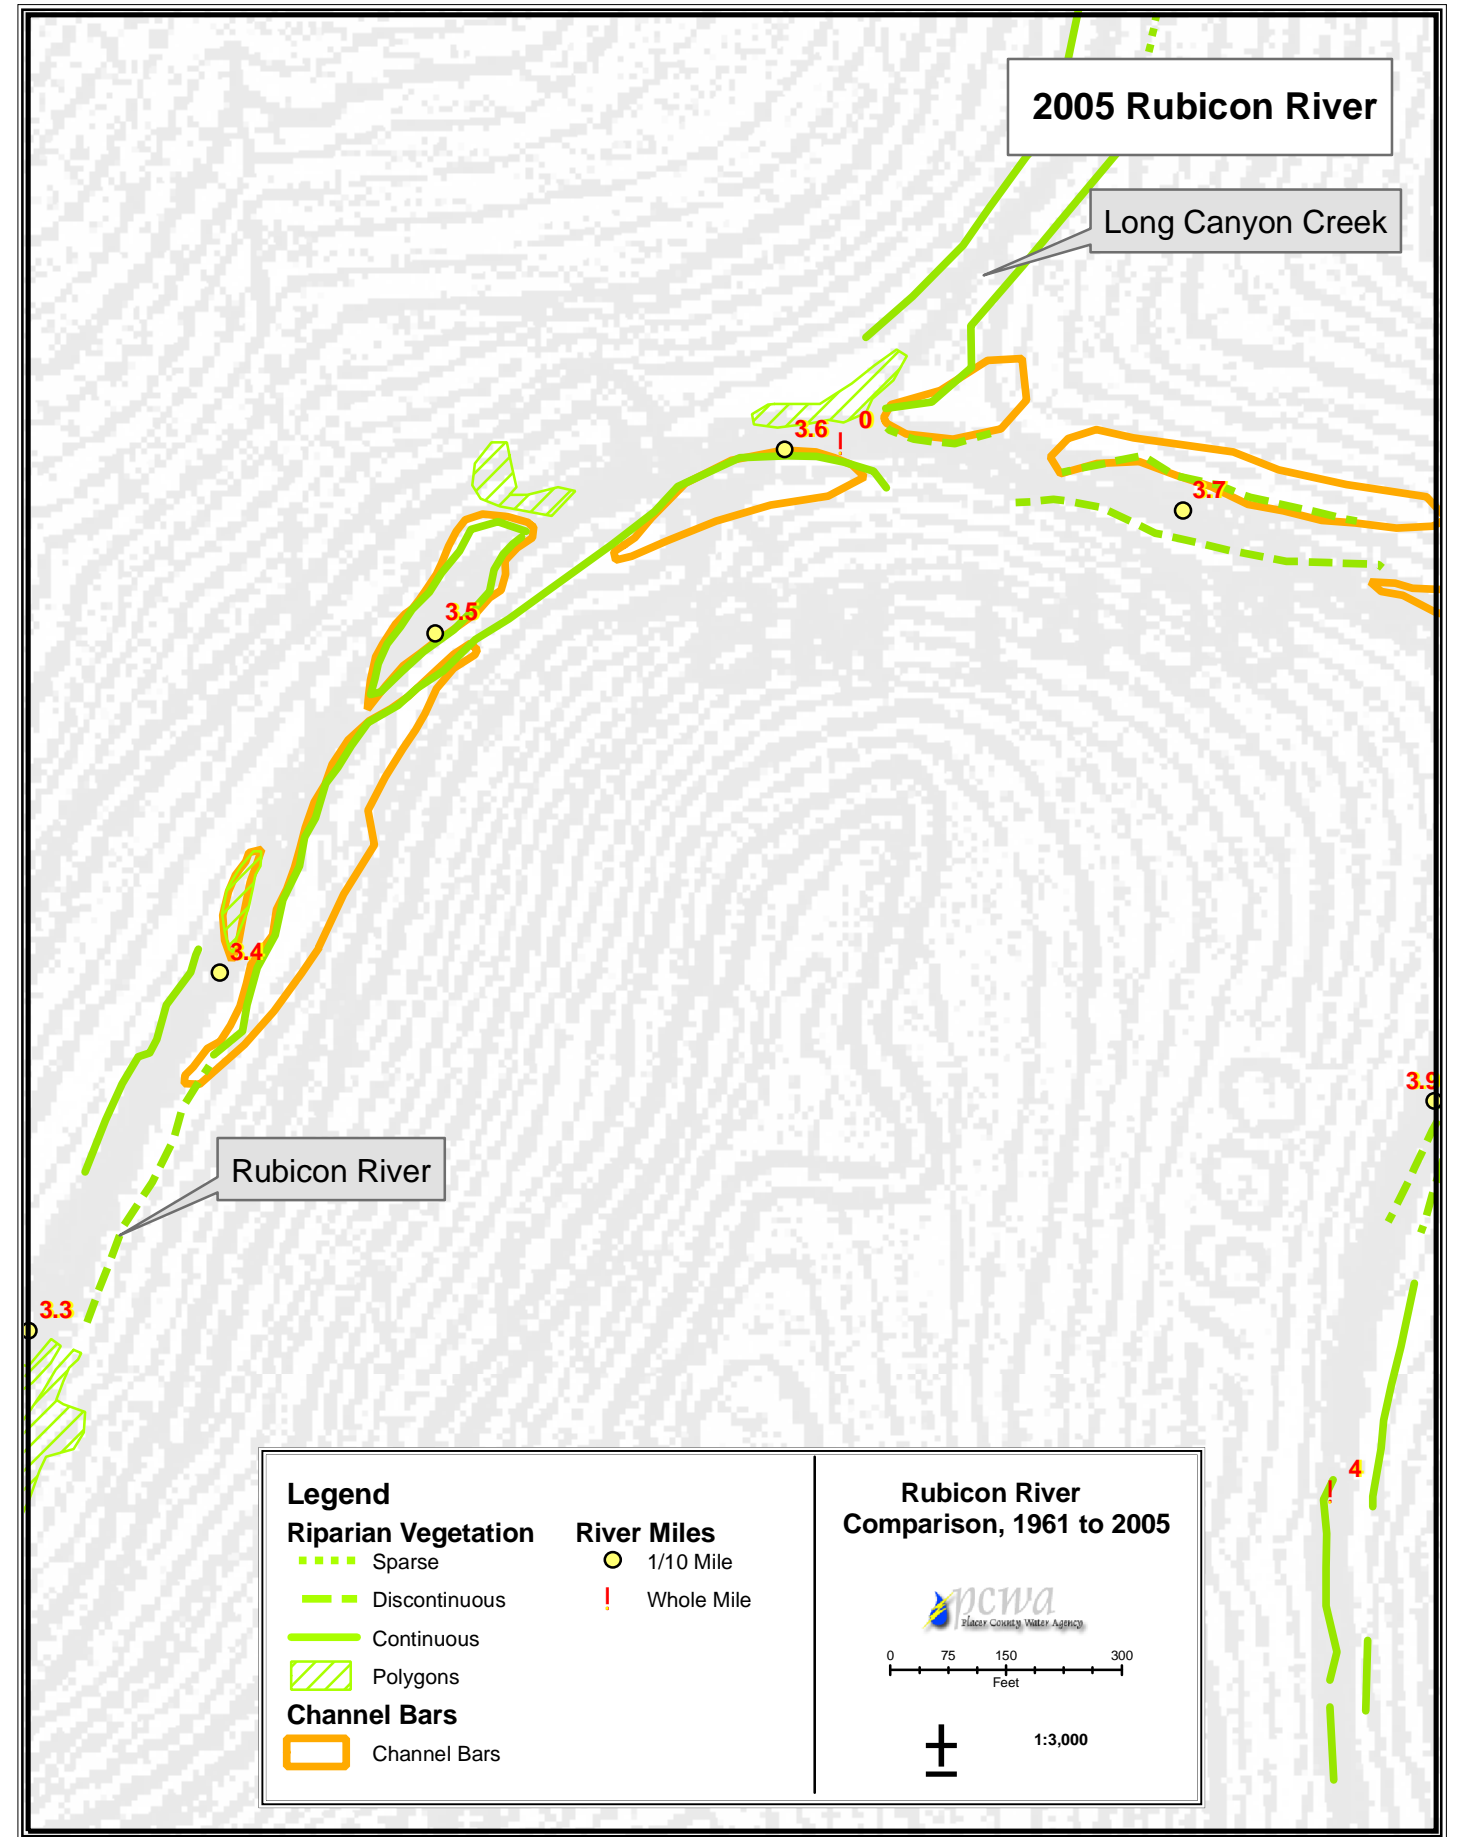 2005 Rubicon River
Long Canyon Creek
0
3.6
3.7
3.5
3.4
3.9
Rubicon River
3.3
4
Legend
Riparian Vegetation
Sparse
Discontinuous
Continuous
Polygons
Channel Bars
Channel Bars
River Miles
1/10 Mile
Whole Mile
Rubicon River
Comparison, 1961 to 2005
pcwa
Placer County Water Agency
0 75 150 300
Feet
1:3,000